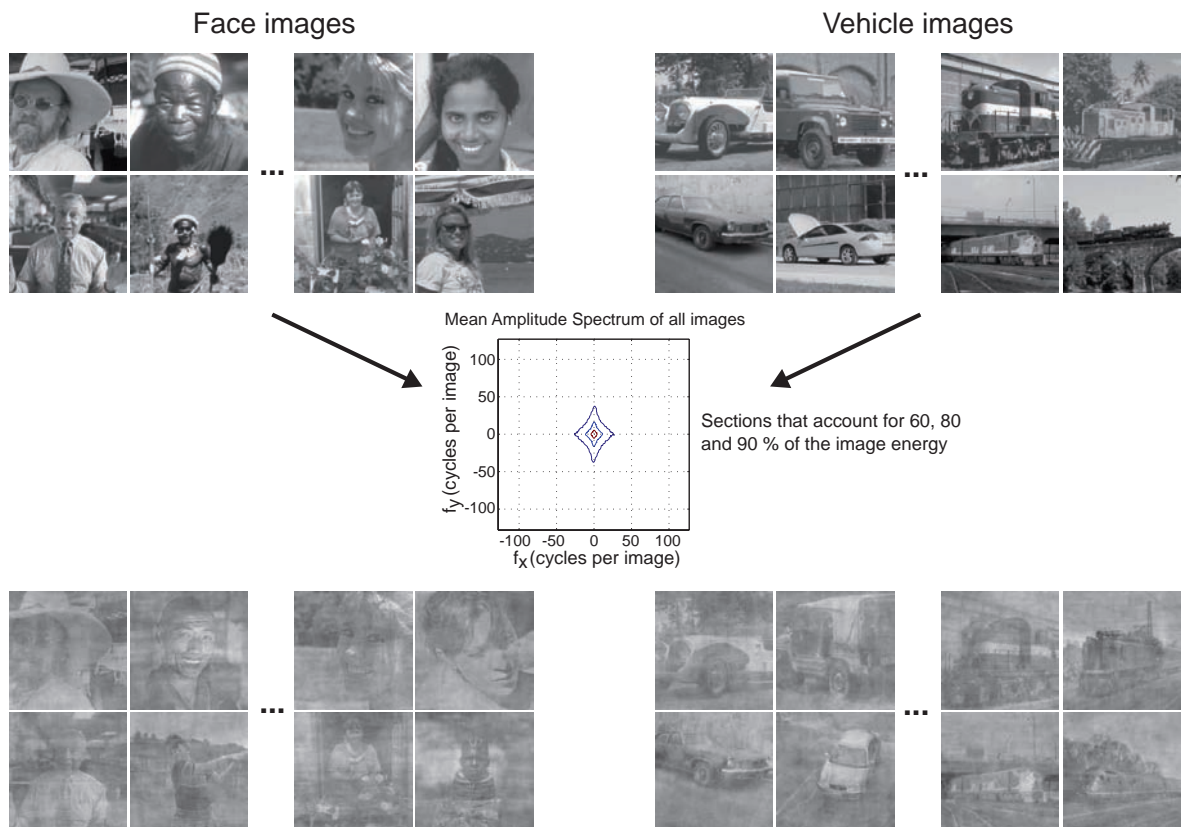 Face images
Vehicle images
...
...
Mean Amplitude Spectrum of all images
fy (cycles per image)
100
50
0
-50
-100
-100 -50 0 50 100
fx (cycles per image)
Sections that account for 60, 80
and 90 % of the image energy
...
...